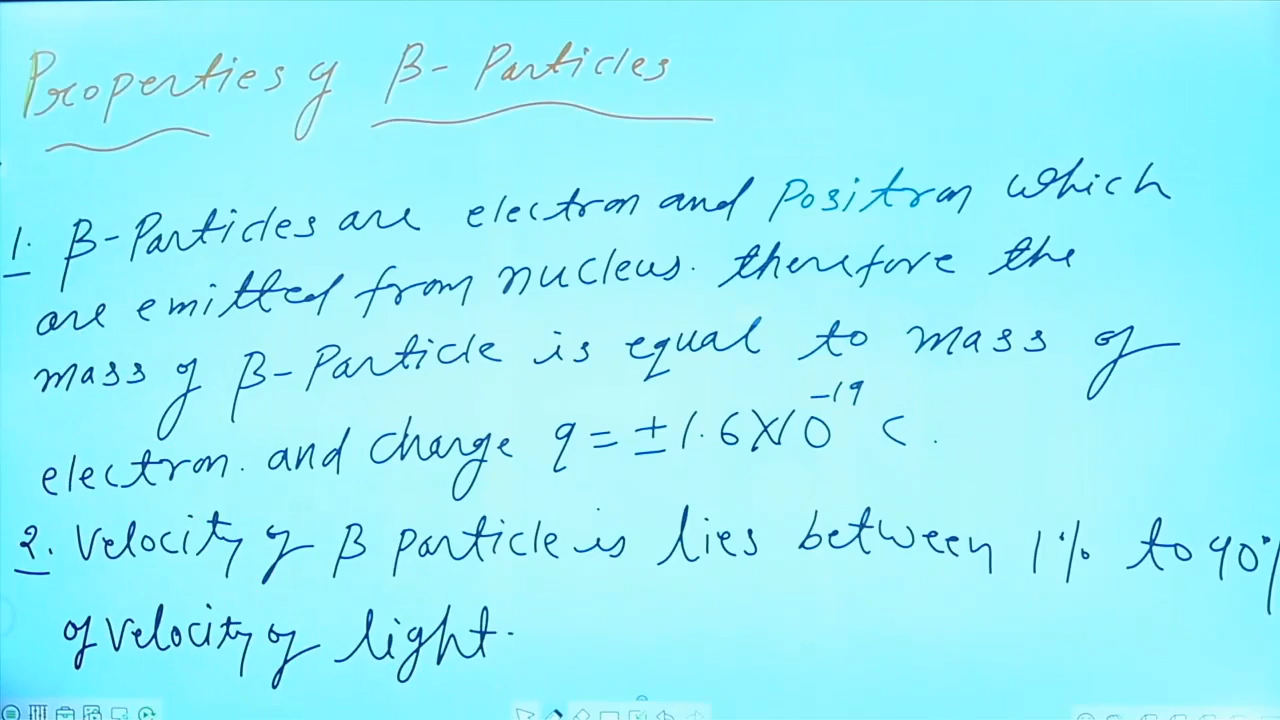 Properties of β-Particles
1. β-Particles are electron and Positron which
are emitted from nucleus. therefore the
mass of β-Particle is equal to mass of
electron. and charge q = ± 1.6×10⁻¹⁹ C.
2. Velocity of β particle is lies between 1% to 90%
of velocity of light.